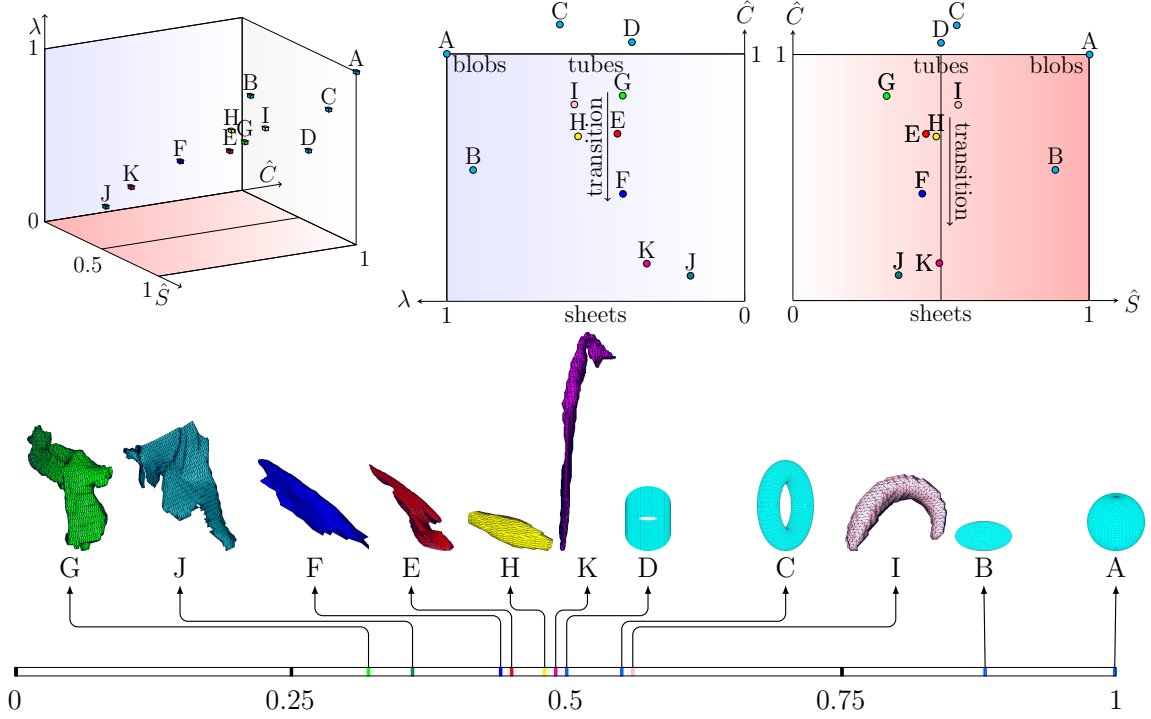 λ
1
0
0.5
1
Ŝ
Ĉ
1
A
B
C
D
E
F
G
H
I
J
K
C
D
Ĉ
A
1
blobs
tubes
I
G
H
E
transition
B
F
K
J
λ
1
sheets
0
Ĉ
C
D
A
1
tubes
blobs
G
I
E
H
transition
B
F
J
K
0
sheets
1
Ŝ
G J F E H K D C I B A
0 0.25 0.5 0.75 1